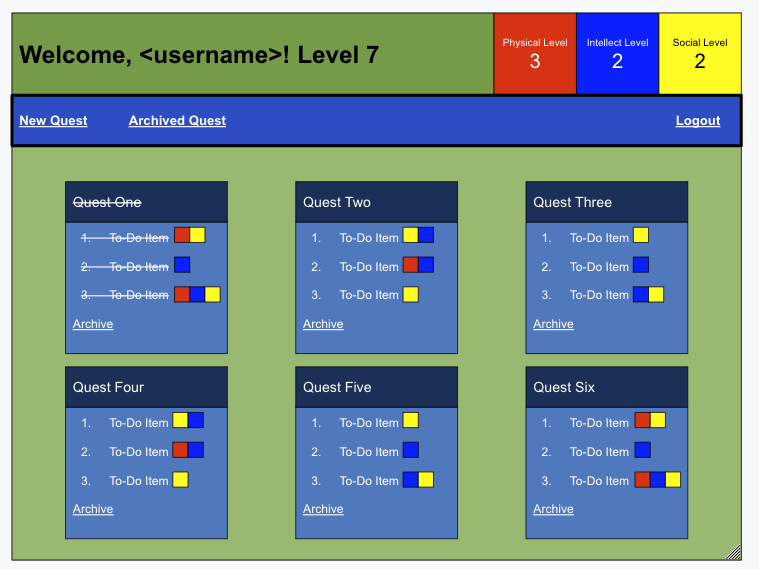 Welcome, <username>! Level 7
Physical Level
3
Intellect Level
2
Social Level
2
New Quest
Archived Quest
Logout
Quest One
1. To-Do Item
2. To-Do Item
3. To-Do Item
Archive
Quest Two
1. To-Do Item
2. To-Do Item
3. To-Do Item
Archive
Quest Three
1. To-Do Item
2. To-Do Item
3. To-Do Item
Archive
Quest Four
1. To-Do Item
2. To-Do Item
3. To-Do Item
Archive
Quest Five
1. To-Do Item
2. To-Do Item
3. To-Do Item
Archive
Quest Six
1. To-Do Item
2. To-Do Item
3. To-Do Item
Archive